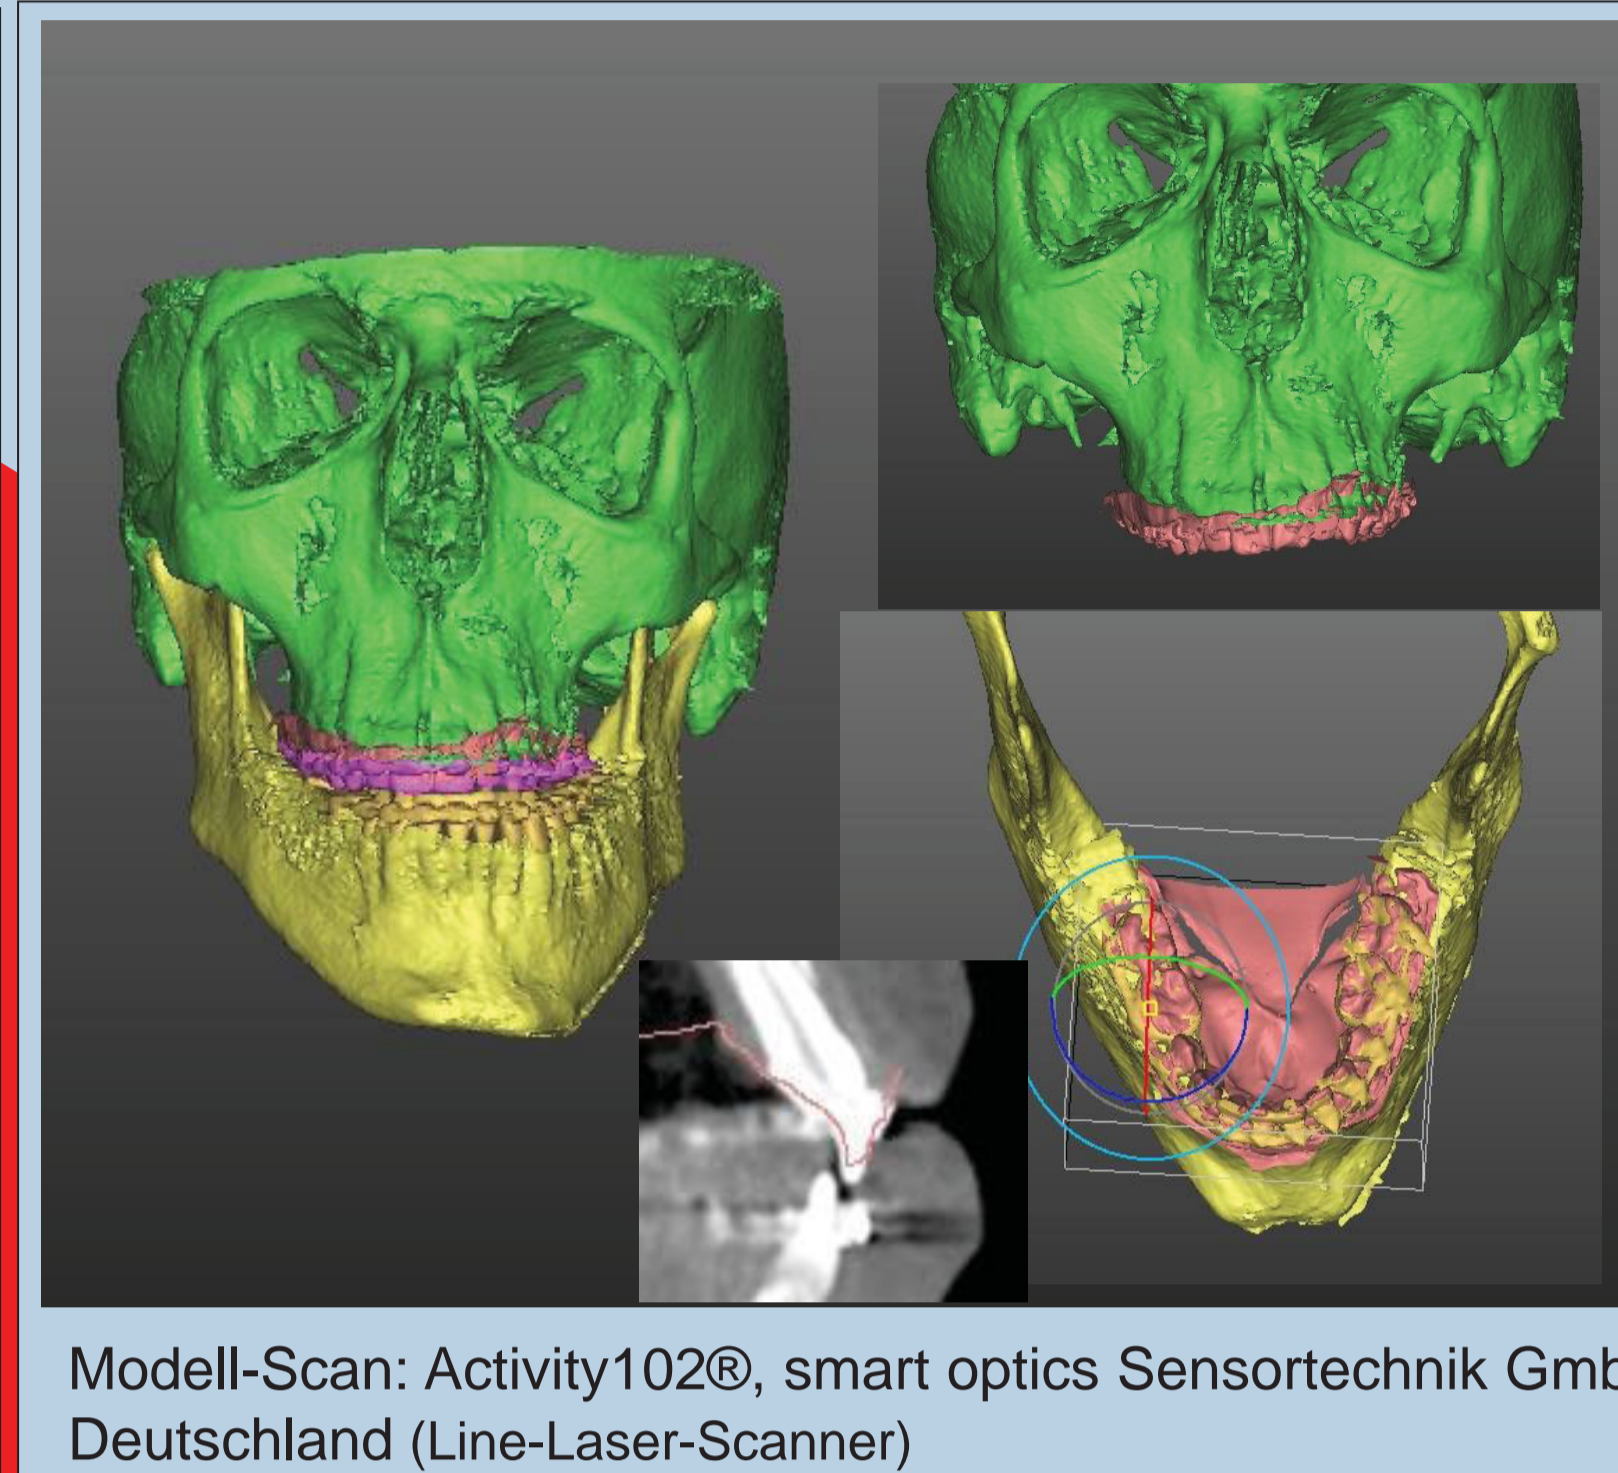 Modell-Scan: Activity102®, smart optics Sensortechnik
Deutschland (Line-Laser-Scanner)